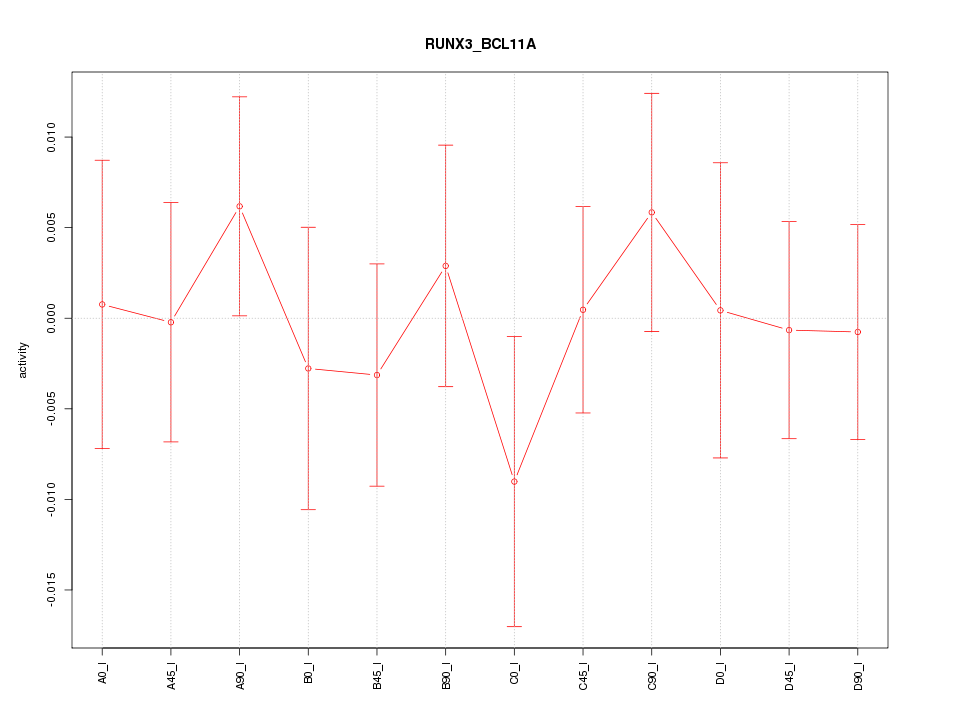 RUNX3_BCL11A
activity
0.010
0.005
0.000
-0.005
-0.010
-0.015
A0_I
A45_I
A90_I
B0_I
B45_I
B90_I
C0_I
C45_I
C90_I
D0_I
D45_I
D90_I